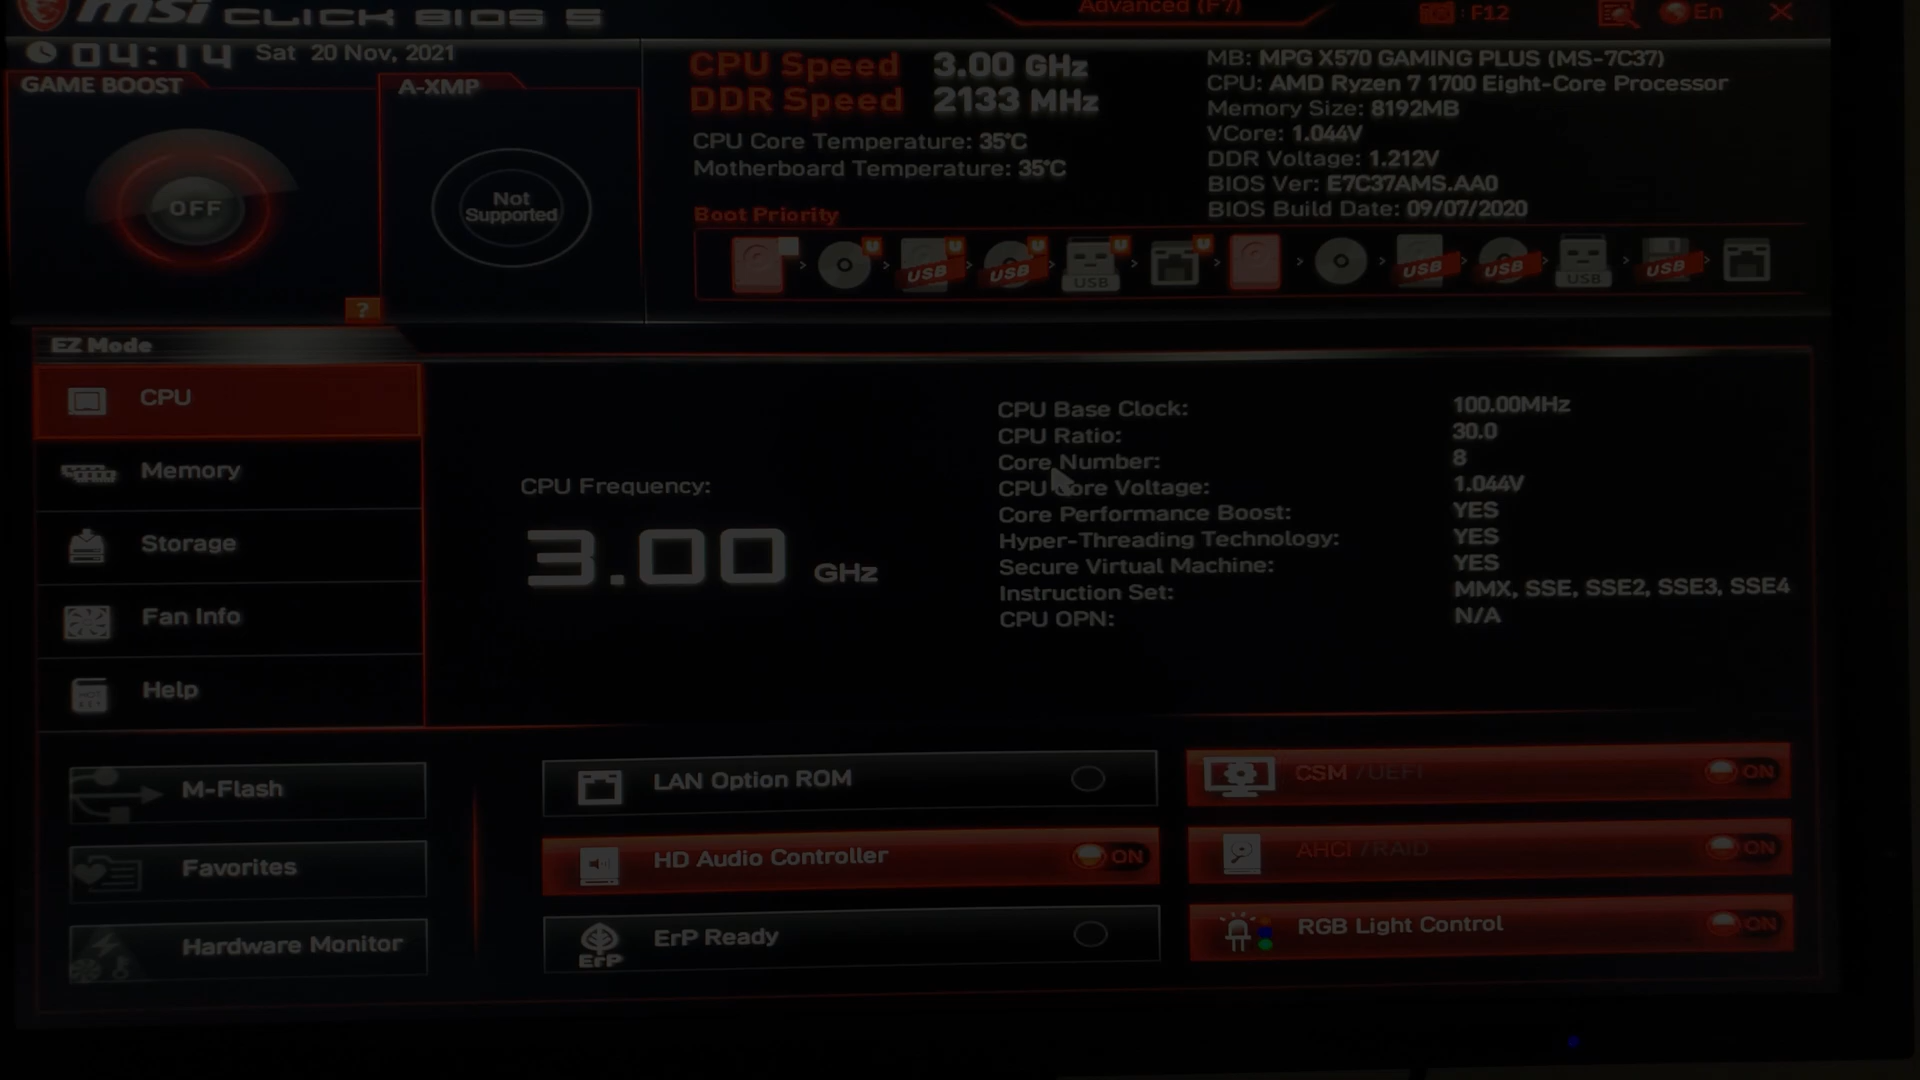 msi CLICK BIOS 5
Advanced (F7)
: F12
En
04:14 Sat 20 Nov, 2021
GAME BOOST
OFF
?
A-XMP
Not
Supported
CPU Speed 3.00 GHz
DDR Speed 2133 MHz
CPU Core Temperature: 35°C
Motherboard Temperature: 35°C
MB: MPG X570 GAMING PLUS (MS-7C37)
CPU: AMD Ryzen 7 1700 Eight-Core Processor
Memory Size: 8192MB
VCore: 1.044V
DDR Voltage: 1.212V
BIOS Ver: E7C37AMS.AA0
BIOS Build Date: 09/07/2020
Boot Priority
U
USB U
USB U
USB U
U
USB
USB
USB
USB
EZ Mode
CPU
Memory
Storage
Fan Info
Help
HOT
KEY
CPU Frequency:
3.00 GHz
CPU Base Clock: 100.00MHz
CPU Ratio: 30.0
Core Number: 8
CPU Core Voltage: 1.044V
Core Performance Boost: YES
Hyper-Threading Technology: YES
Secure Virtual Machine: YES
Instruction Set: MMX, SSE, SSE2, SSE3, SSE4
CPU OPN: N/A
M-Flash
Favorites
Hardware Monitor
LAN Option ROM
HD Audio Controller ON
ErP ErP Ready
CSM /UEFI ON
AHCI /RAID ON
RGB Light Control ON